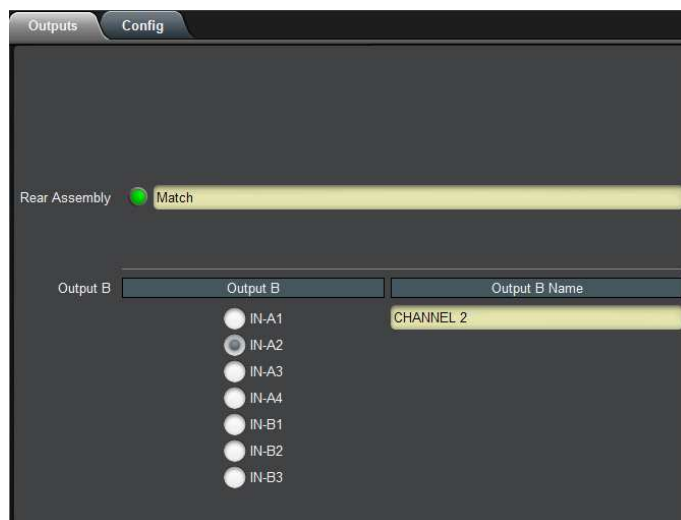 Outputs Config
Rear Assembly Match
Output B Output B Output B Name
IN-A1 CHANNEL 2
IN-A2
IN-A3
IN-A4
IN-B1
IN-B2
IN-B3